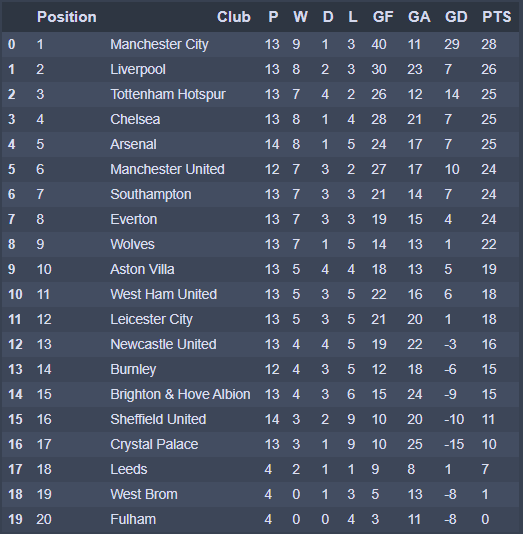 Position Club P W D L GF GA GD PTS
0 1 Manchester City 13 9 1 3 40 11 29 28
1 2 Liverpool 13 8 2 3 30 23 7 26
2 3 Tottenham Hotspur 13 7 4 2 26 12 14 25
3 4 Chelsea 13 8 1 4 28 21 7 25
4 5 Arsenal 14 8 1 5 24 17 7 25
5 6 Manchester United 12 7 3 2 27 17 10 24
6 7 Southampton 13 7 3 3 21 14 7 24
7 8 Everton 13 7 3 3 19 15 4 24
8 9 Wolves 13 7 1 5 14 13 1 22
9 10 Aston Villa 13 5 4 4 18 13 5 19
10 11 West Ham United 13 5 3 5 22 16 6 18
11 12 Leicester City 13 5 3 5 21 20 1 18
12 13 Newcastle United 13 4 4 5 19 22 -3 16
13 14 Burnley 12 4 3 5 12 18 -6 15
14 15 Brighton & Hove Albion 13 4 3 6 15 24 -9 15
15 16 Sheffield United 14 3 2 9 10 20 -10 11
16 17 Crystal Palace 13 3 1 9 10 25 -15 10
17 18 Leeds 4 2 1 1 9 8 1 7
18 19 West Brom 4 0 1 3 5 13 -8 1
19 20 Fulham 4 0 0 4 3 11 -8 0